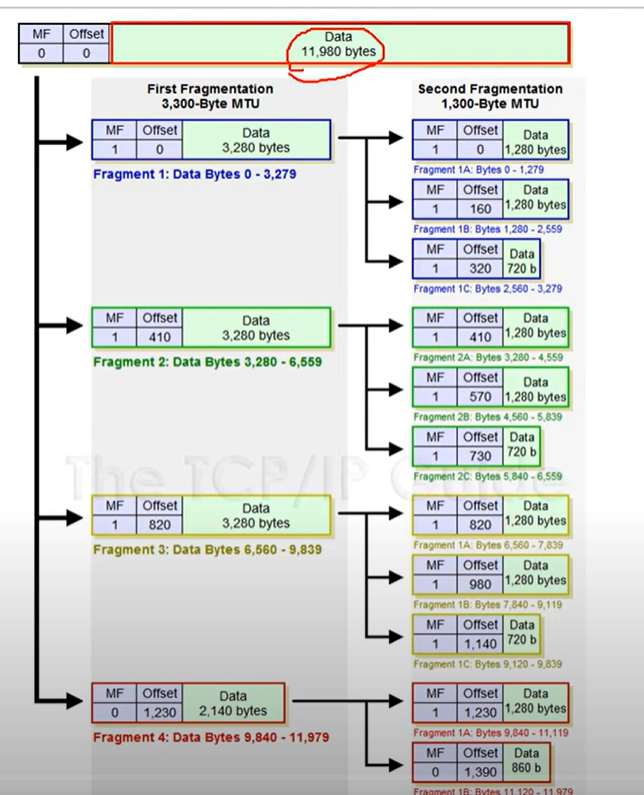 MF Offset Data
0 0 11,980 bytes
First Fragmentation
3,300-Byte MTU
Second Fragmentation
1,300-Byte MTU
MF Offset Data
1 0 3,280 bytes
Fragment 1: Data Bytes 0 - 3,279
MF Offset Data
1 0 1,280 bytes
Fragment 1A: Bytes 0 - 1,279
MF Offset Data
1 160 1,280 bytes
Fragment 1B: Bytes 1,280 - 2,559
MF Offset Data
1 320 720 b
Fragment 1C: Bytes 2,560 - 3,279
MF Offset Data
1 410 3,280 bytes
Fragment 2: Data Bytes 3,280 - 6,559
MF Offset Data
1 410 1,280 bytes
Fragment 2A: Bytes 3,280 - 4,559
MF Offset Data
1 570 1,280 bytes
Fragment 2B: Bytes 4,560 - 5,839
MF Offset Data
1 730 720 b
Fragment 2C: Bytes 5,840 - 6,559
The TCP/IP Guide
MF Offset Data
1 820 3,280 bytes
Fragment 3: Data Bytes 6,560 - 9,839
MF Offset Data
1 820 1,280 bytes
Fragment 1A: Bytes 6,560 - 7,839
MF Offset Data
1 980 1,280 bytes
Fragment 1B: Bytes 7,840 - 9,119
MF Offset Data
1 1,140 720 b
Fragment 1C: Bytes 9,120 - 9,839
MF Offset Data
0 1,230 2,140 bytes
Fragment 4: Data Bytes 9,840 - 11,979
MF Offset Data
1 1,230 1,280 bytes
Fragment 1A: Bytes 9,840 - 11,119
MF Offset Data
0 1,390 860 b
Fragment 1B: Bytes 11,120 - 11,979